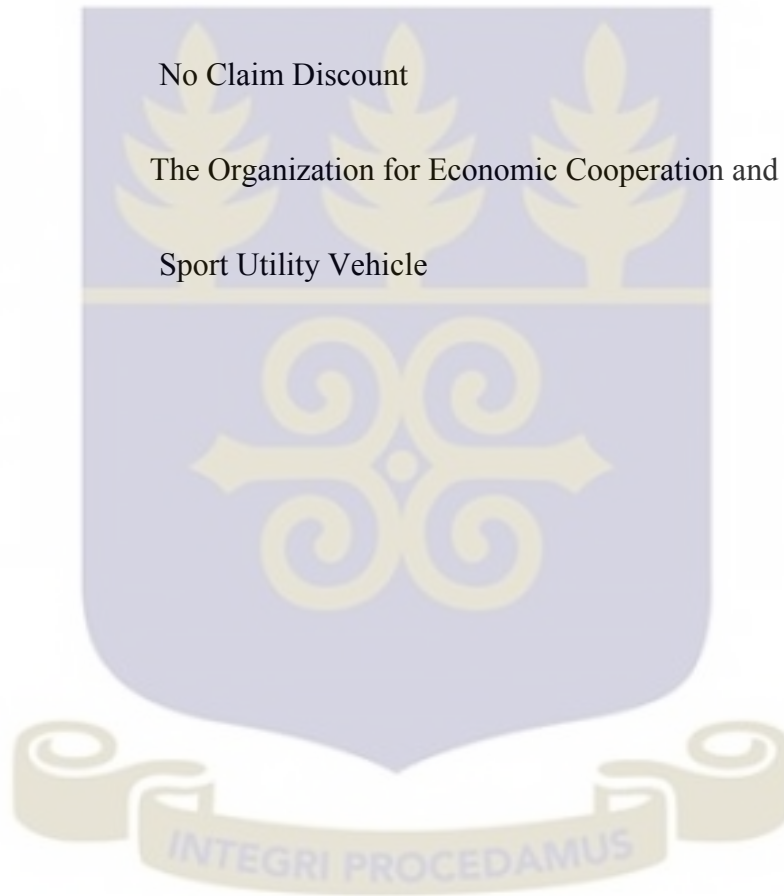 No Claim Discount
The Organization for Economic Cooperation and
Sport Utility Vehicle
INTEGRI PROCEDAMUS